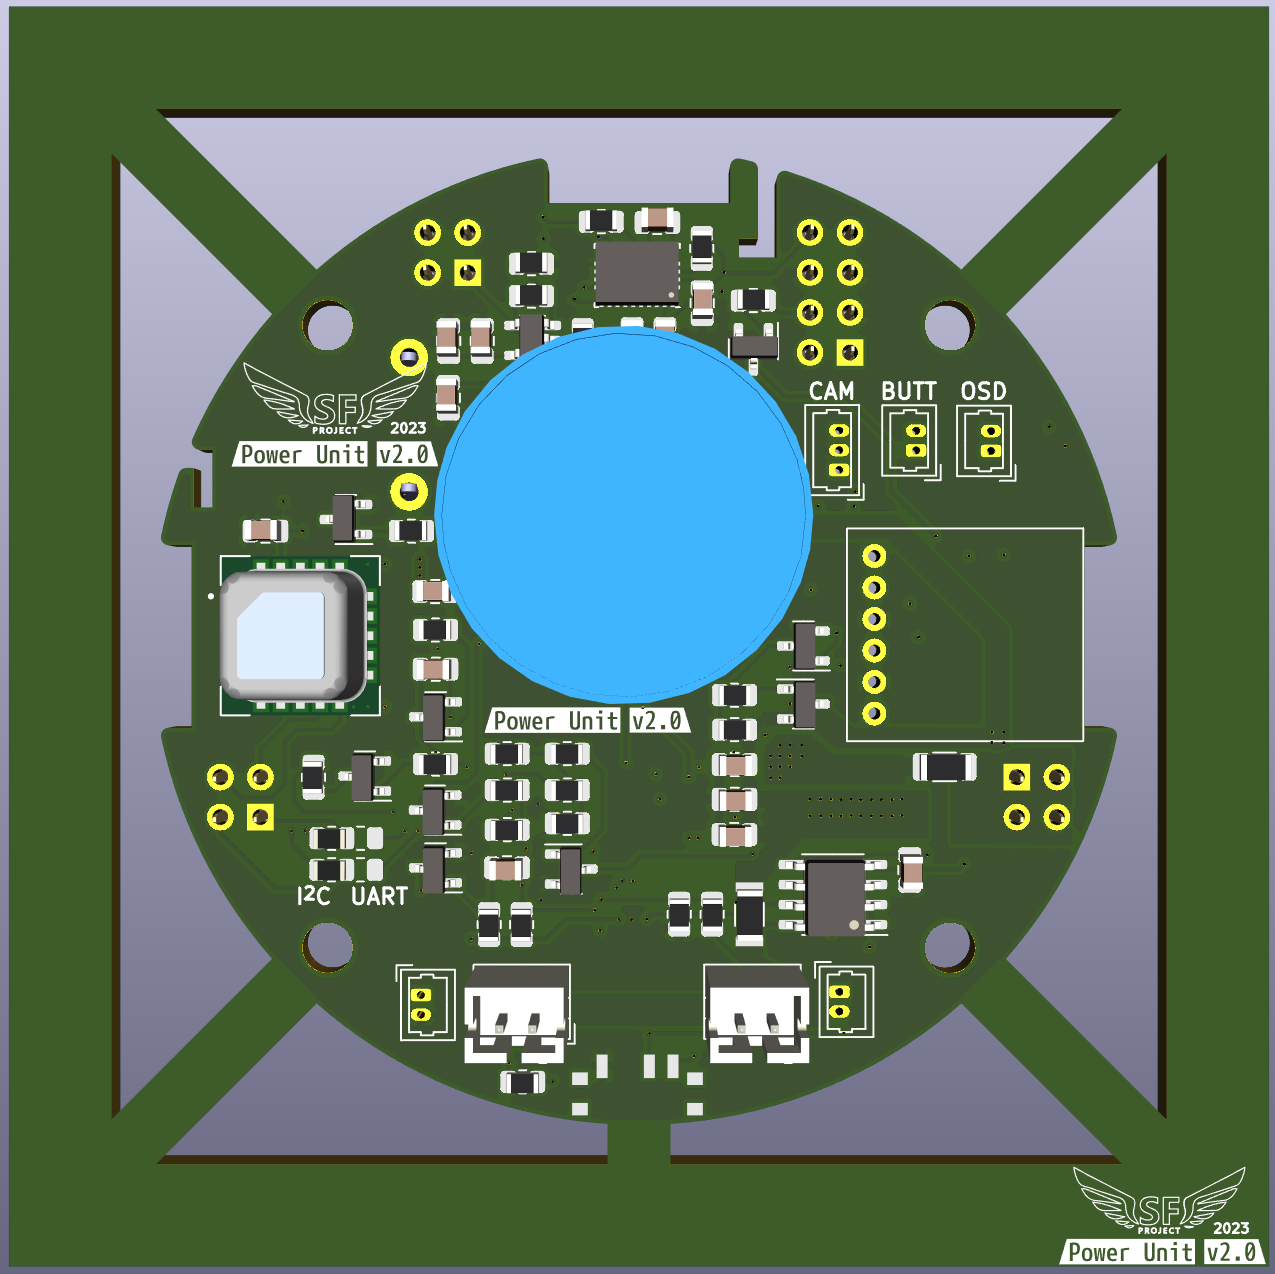 CAM BUTT OSD
SF
PROJECT
2023
Power Unit v2.0
Power Unit v2.0
I²C UART
SF
PROJECT
2023
Power Unit v2.0